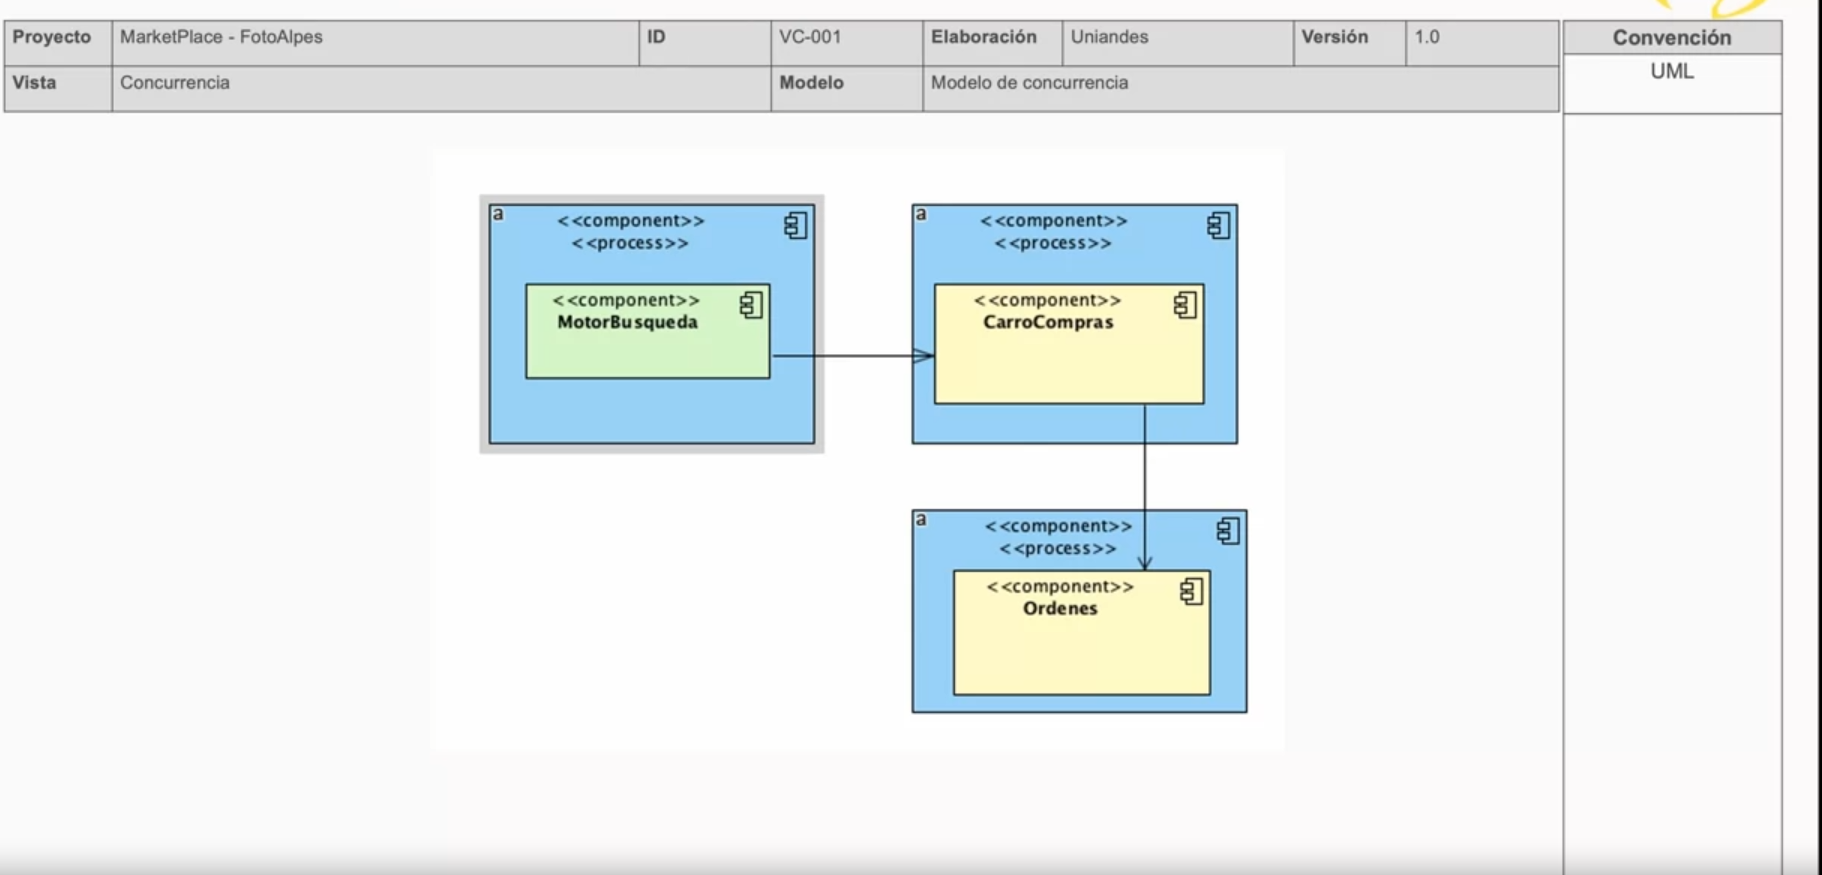 Proyecto MarketPlace - FotoAlpes ID VC-001 Elaboración Uniandes Versión 1.0
Vista Concurrencia Modelo Modelo de concurrencia
Convención
UML
a
<<component>>
<<process>>
<<component>>
MotorBusqueda
a
<<component>>
<<process>>
<<component>>
CarroCompras
a
<<component>>
<<process>>
<<component>>
Ordenes